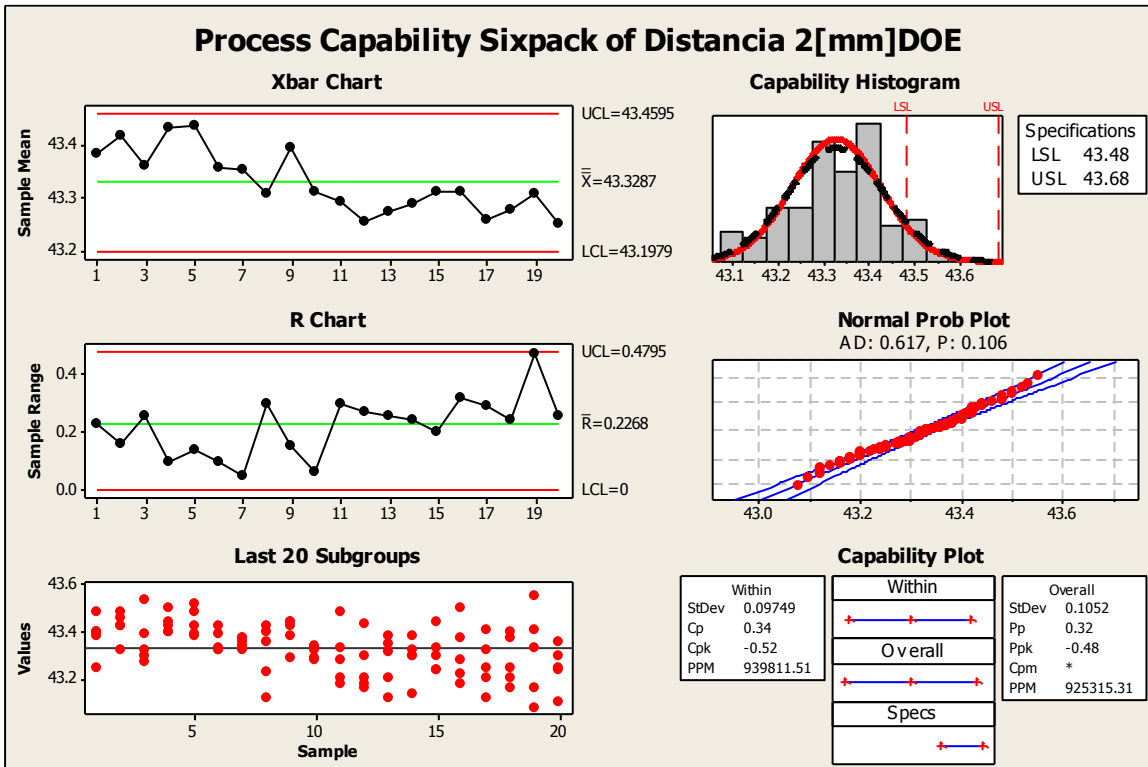 Process Capability Sixpack of Distancia 2[mm]DOE
Xbar Chart
Sample Mean
43.4
43.3
43.2
1 3 5 7 9 11 13 15 17 19
UCL=43.4595
X=43.3287
LCL=43.1979
Capability Histogram
LSL USL
43.1 43.2 43.3 43.4 43.5 43.6
Specifications
LSL 43.48
USL 43.68
R Chart
Sample Range
0.4
0.2
0.0
1 3 5 7 9 11 13 15 17 19
UCL=0.4795
R=0.2268
LCL=0
Normal Prob Plot
AD: 0.617, P: 0.106
43.0 43.2 43.4 43.6
Last 20 Subgroups
Values
43.6
43.4
43.2
5 10 15 20
Sample
Capability Plot
Within
StDev 0.09749
Cp 0.34
Cpk -0.52
PPM 939811.51
Within
Overall
Specs
Overall
StDev 0.1052
Pp 0.32
Ppk -0.48
Cpm *
PPM 925315.31